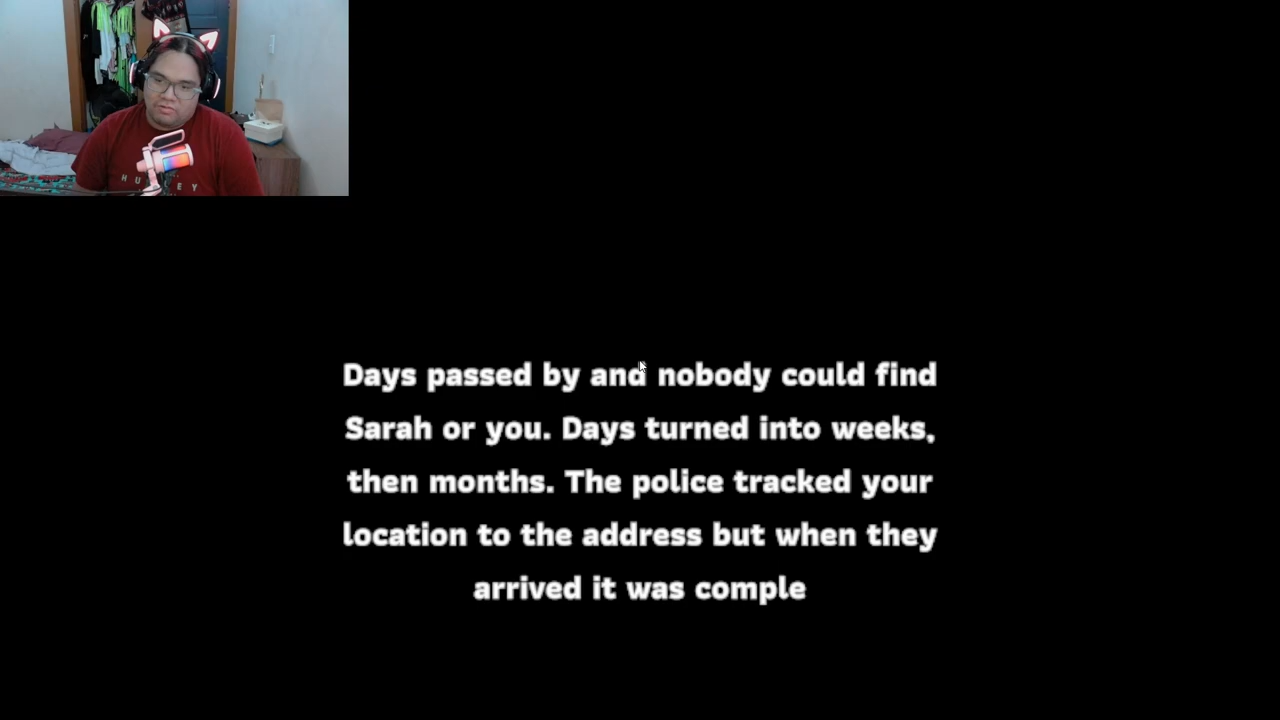 Days passed by and nobody could find
Sarah or you. Days turned into weeks,
then months. The police tracked your
location to the address but when they
arrived it was comple